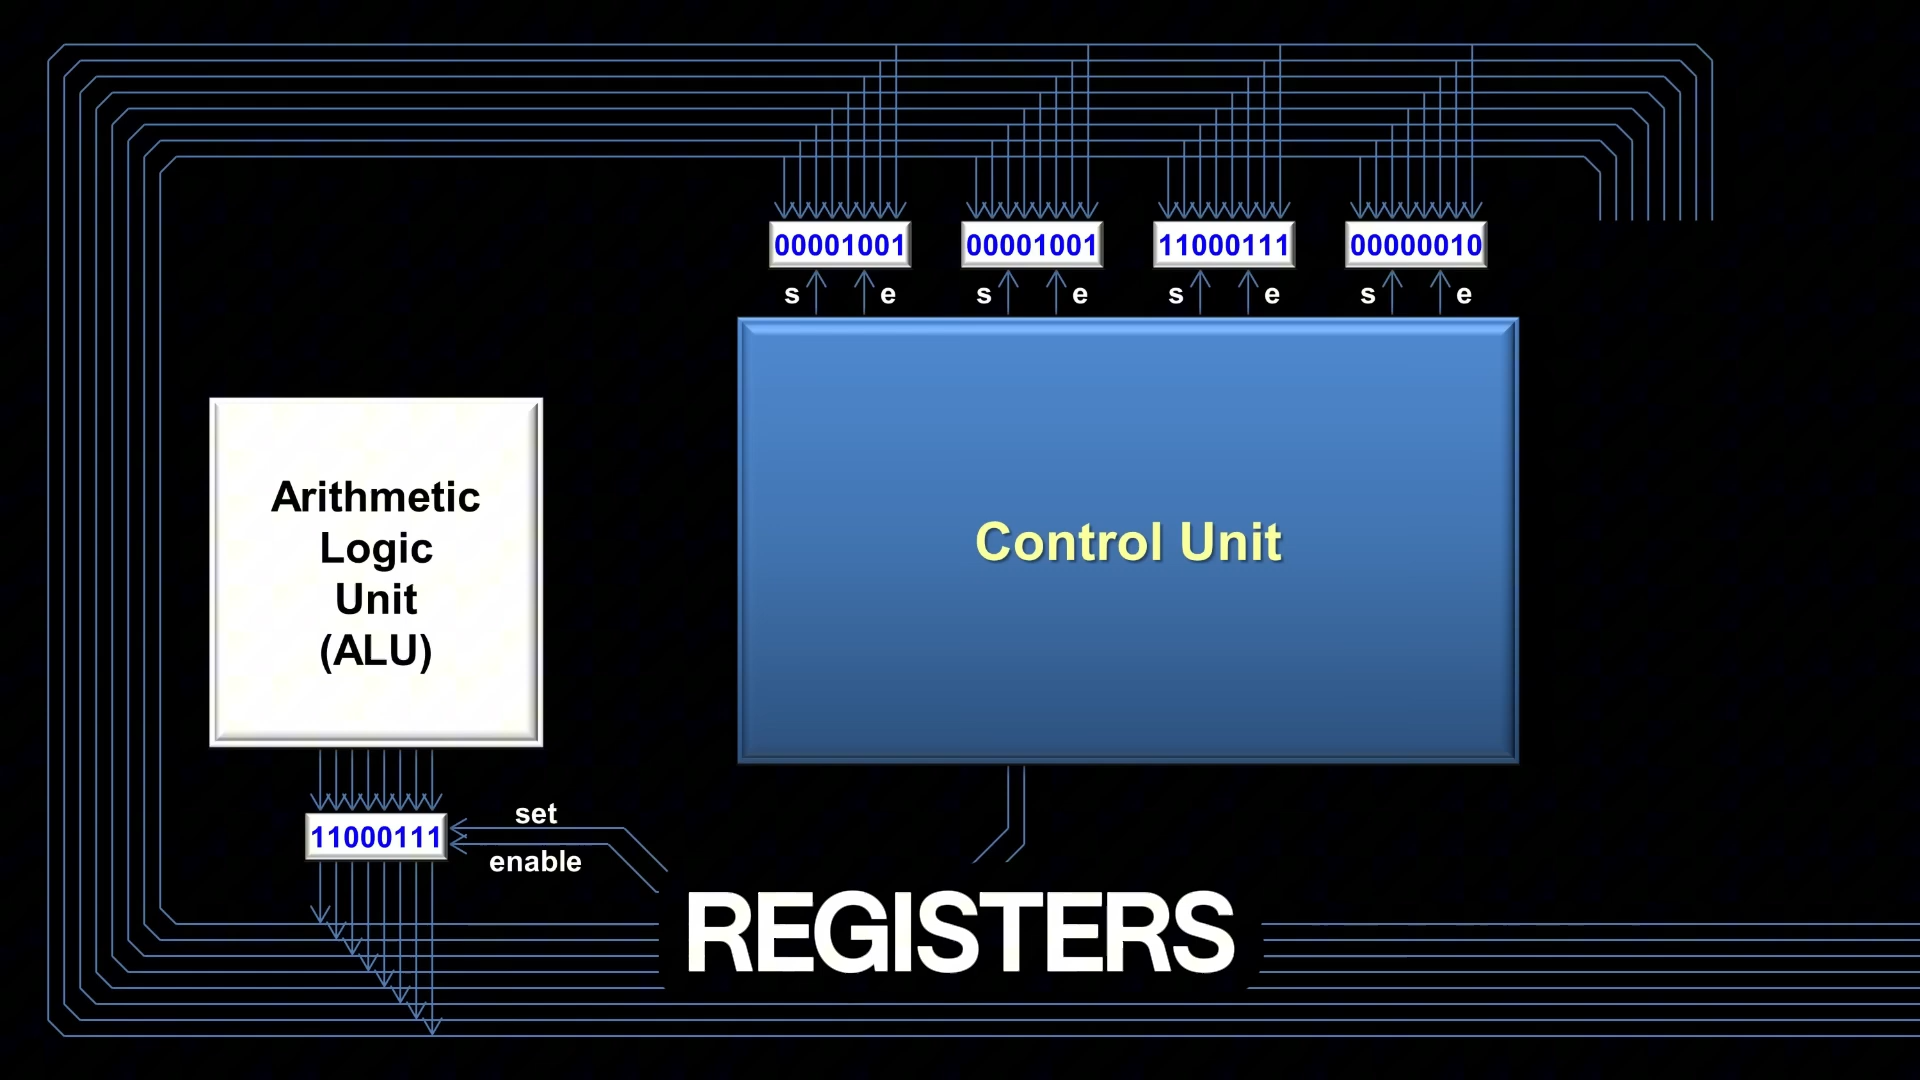 00001001 00001001 11000111 00000010
s e s e s e s e
Control Unit
Arithmetic
Logic
Unit
(ALU)
set
11000111
enable
REGISTERS